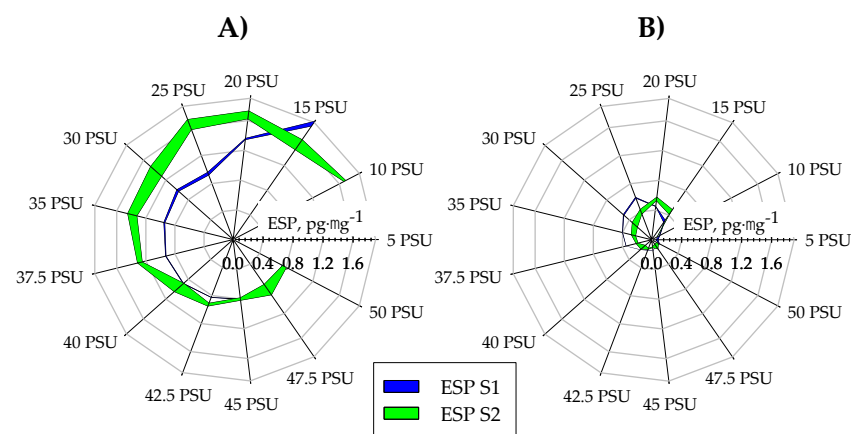 A)
B)
20 PSU
25 PSU
15 PSU
30 PSU
10 PSU
35 PSU
ESP, pg·mg-1
5 PSU
0.0 0.4 0.8 1.2 1.6
37.5 PSU
50 PSU
40 PSU
47.5 PSU
42.5 PSU
45 PSU
20 PSU
25 PSU
15 PSU
30 PSU
10 PSU
35 PSU
ESP, pg·mg-1
5 PSU
0.0 0.4 0.8 1.2 1.6
37.5 PSU
50 PSU
40 PSU
47.5 PSU
42.5 PSU
45 PSU
ESP S1
ESP S2